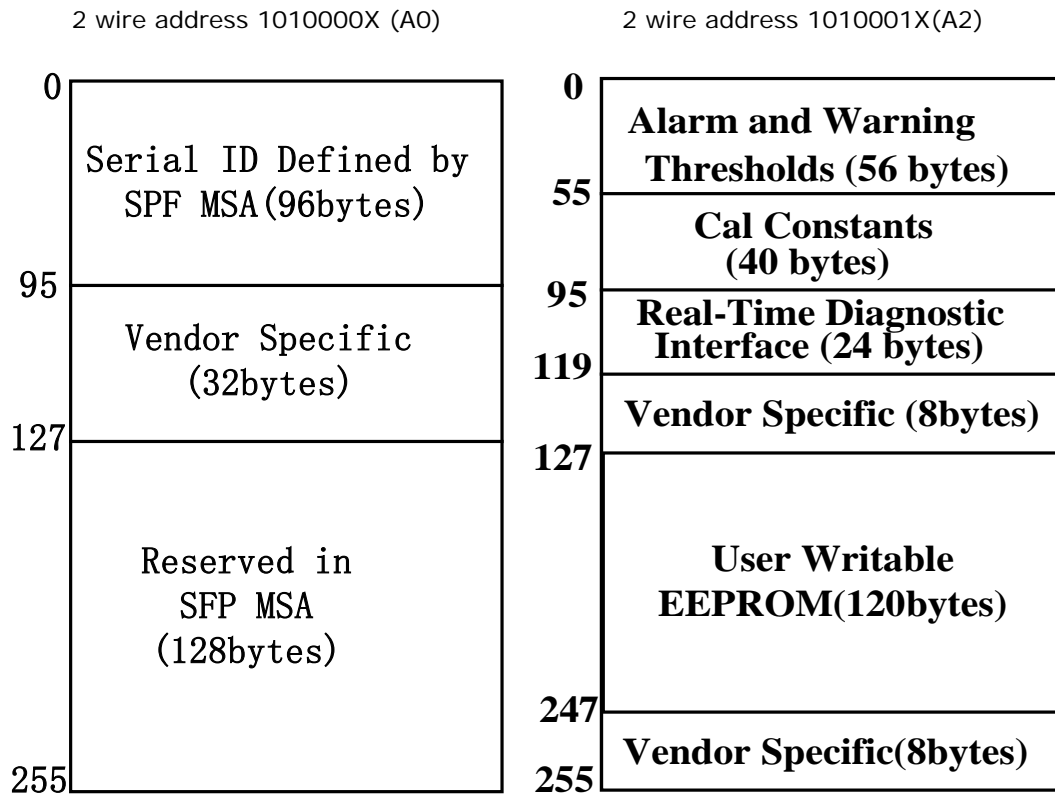 2 wire address 1010000X (A0)
0
Serial ID Defined by
SPF MSA(96bytes)
95
Vendor Specific
(32bytes)
127
Reserved in
SFP MSA
(128bytes)
255
2 wire address 1010001X(A2)
0
Alarm and Warning
Thresholds (56 bytes)
55
Cal Constants
(40 bytes)
95
Real-Time Diagnostic
Interface (24 bytes)
119
Vendor Specific (8bytes)
127
User Writable
EEPROM(120bytes)
247
Vendor Specific(8bytes)
255